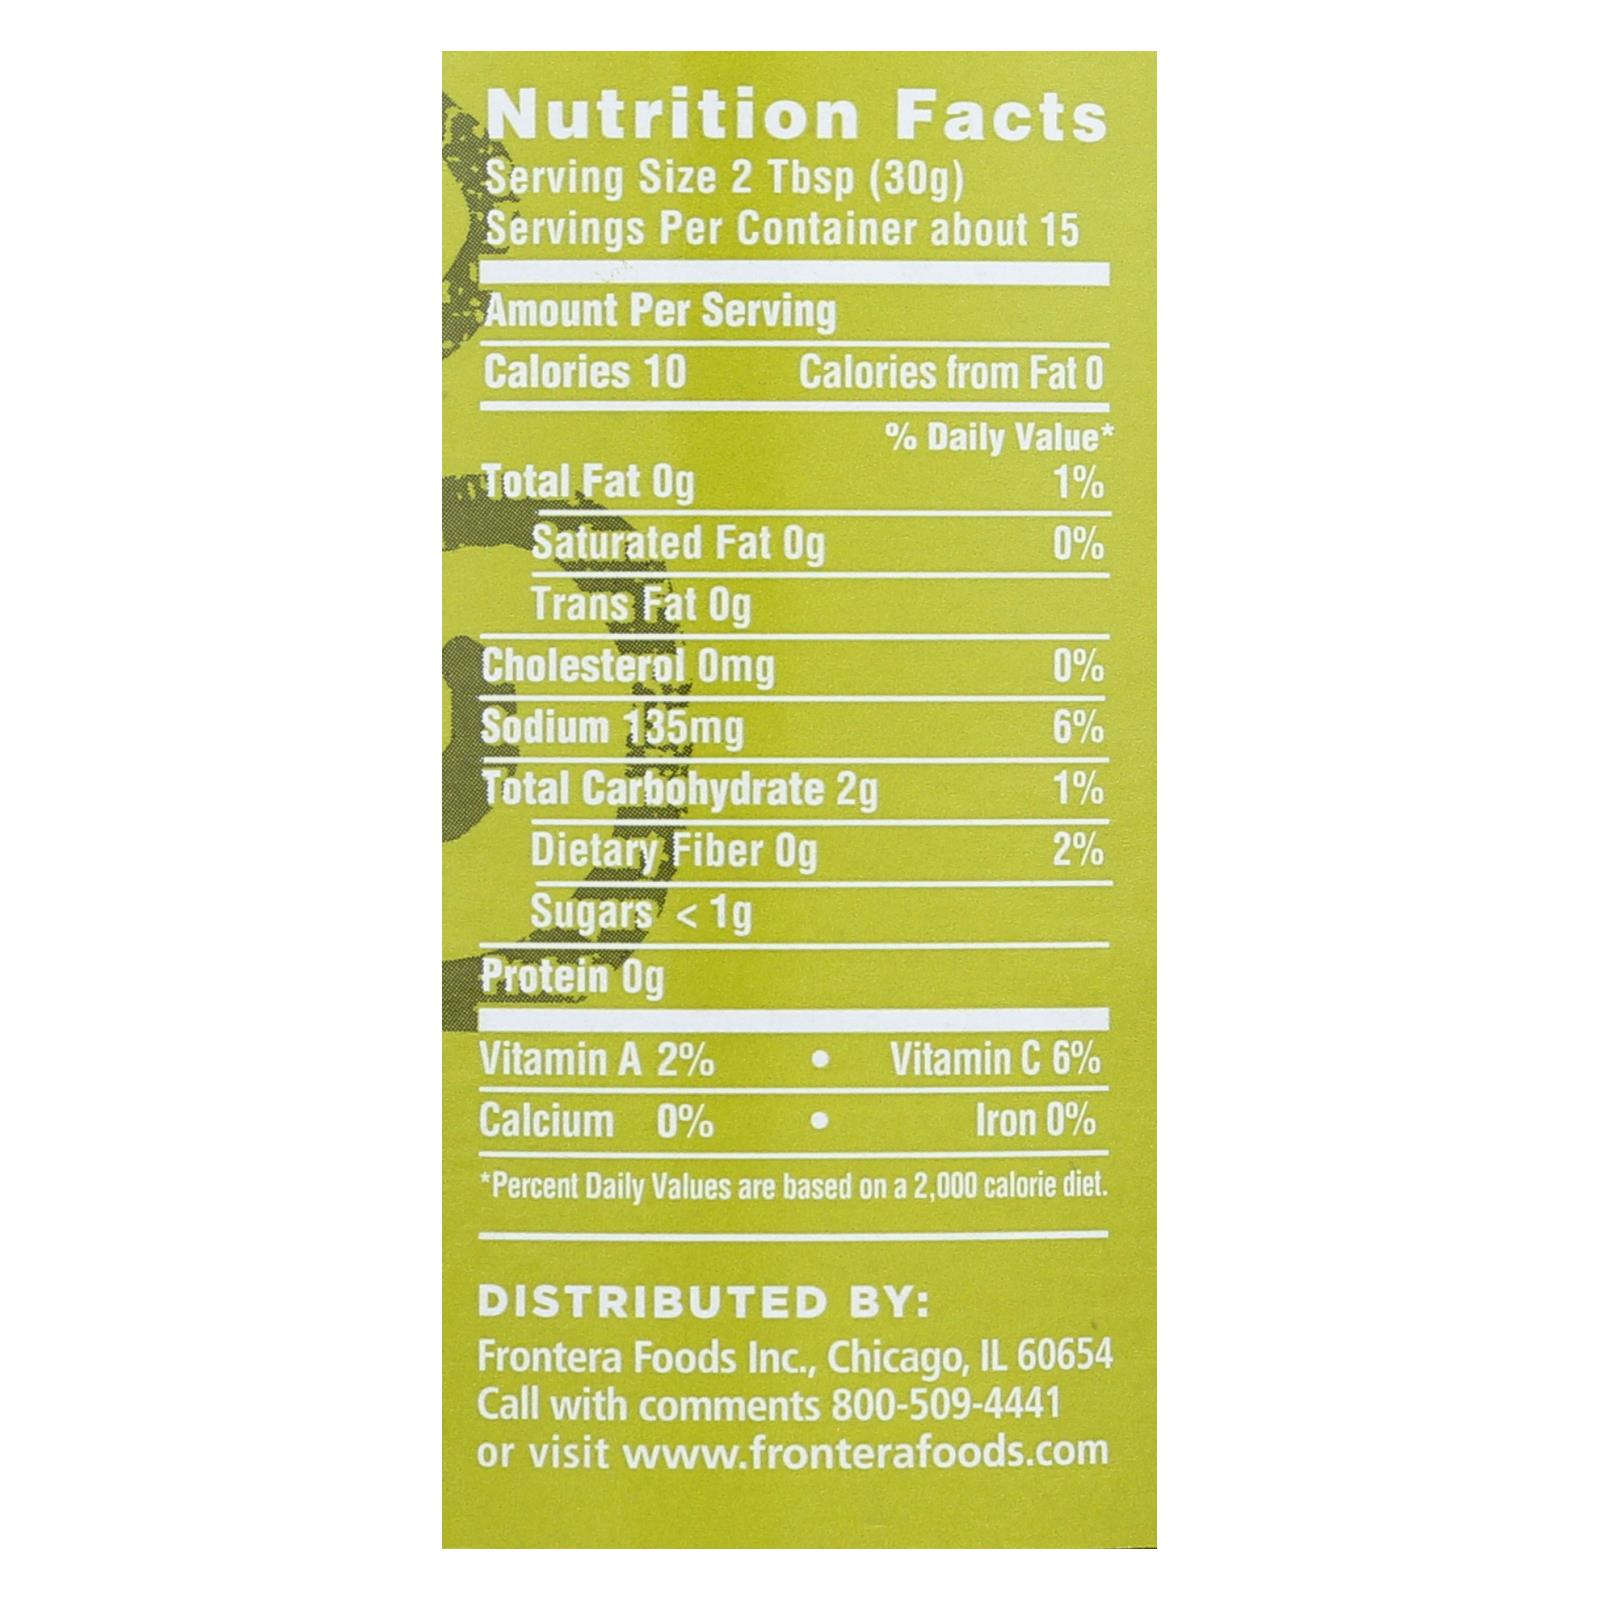 Nutrition Facts
Serving Size 2 Tbsp (30g)
Servings Per Container about 15
Amount Per Serving
Calories 10 Calories from Fat 0
% Daily Value*
Total Fat 0g 1%
Saturated Fat 0g 0%
Trans Fat 0g
Cholesterol 0mg 0%
Sodium 135mg 6%
Total Carbohydrate 2g 1%
Dietary Fiber 0g 2%
Sugars < 1g
Protein 0g
Vitamin A 2% • Vitamin C 6%
Calcium 0% • Iron 0%
*Percent Daily Values are based on a 2,000 calorie diet.
DISTRIBUTED BY:
Frontera Foods Inc., Chicago, IL 60654
Call with comments 800-509-4441
or visit www.fronterafoods.com